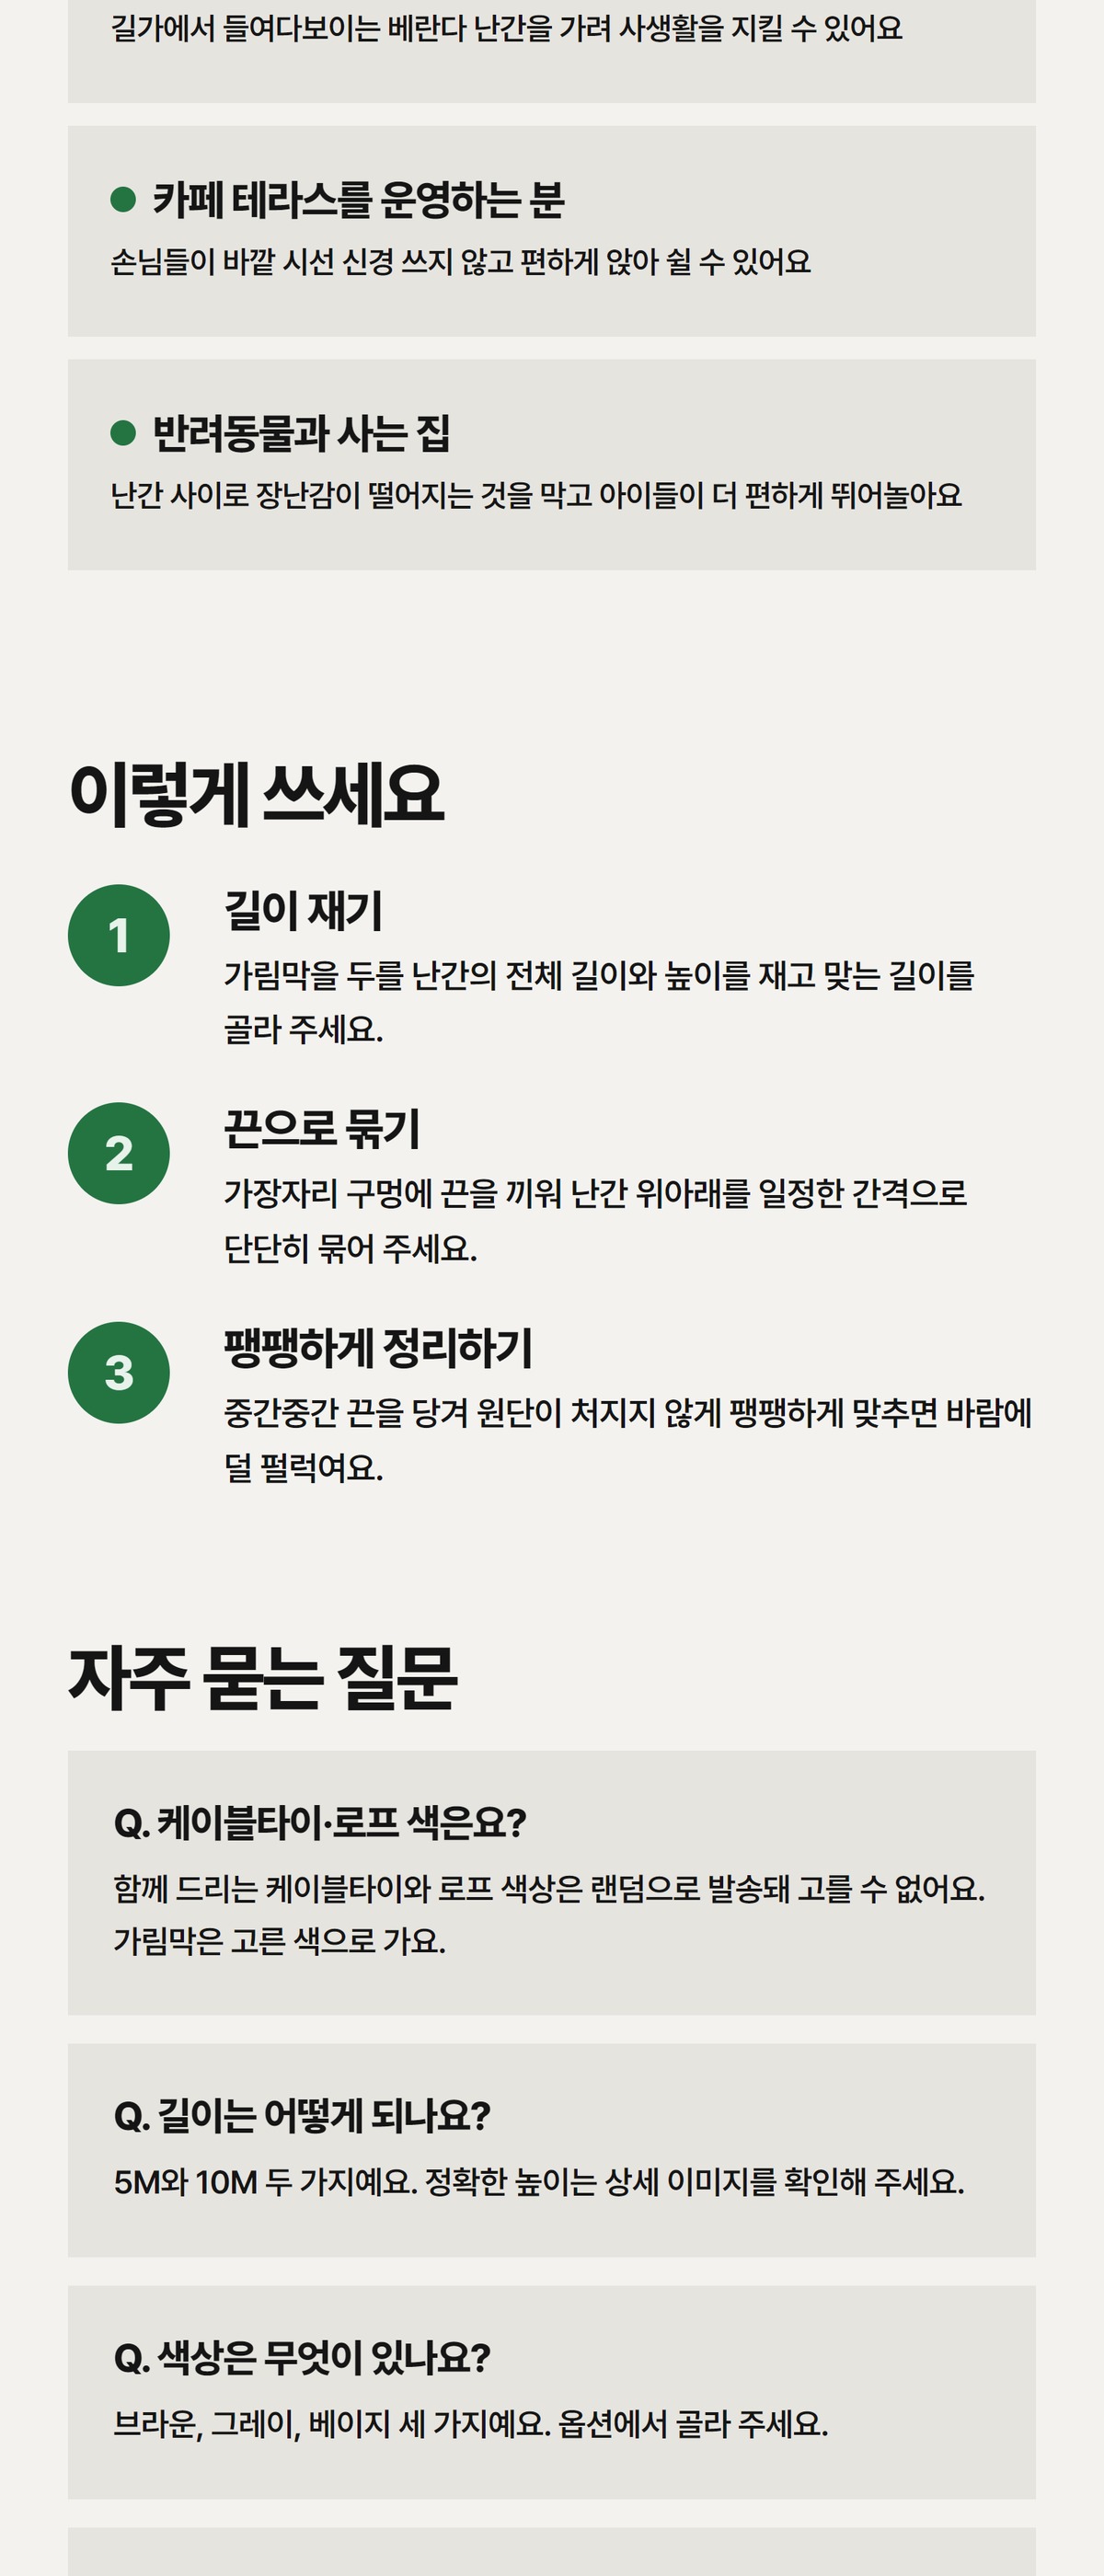 길가에서 들여다보이는 베란다 난간을 가려 사생활을 지킬 수 있어요
카페 테라스를 운영하는 분
손님들이 바깥 시선 신경 쓰지 않고 편하게 앉아 쉴 수 있어요
반려동물과 사는 집
난간 사이로 장난감이 떨어지는 것을 막고 아이들이 더 편하게 뛰어놀아요
이렇게 쓰세요
1
길이 재기
가림막을 두를 난간의 전체 길이와 높이를 재고 맞는 길이를
골라 주세요.
2
끈으로 묶기
가장자리 구멍에 끈을 끼워 난간 위아래를 일정한 간격으로
단단히 묶어 주세요.
3
팽팽하게 정리하기
중간중간 끈을 당겨 원단이 처지지 않게 팽팽하게 맞추면 바람에
덜 펄럭여요.
자주 묻는 질문
Q. 케이블타이·로프 색은요?
함께 드리는 케이블타이와 로프 색상은 랜덤으로 발송돼 고를 수 없어요.
가림막은 고른 색으로 가요.
Q. 길이는 어떻게 되나요?
5M와 10M 두 가지예요. 정확한 높이는 상세 이미지를 확인해 주세요.
Q. 색상은 무엇이 있나요?
브라운, 그레이, 베이지 세 가지예요. 옵션에서 골라 주세요.